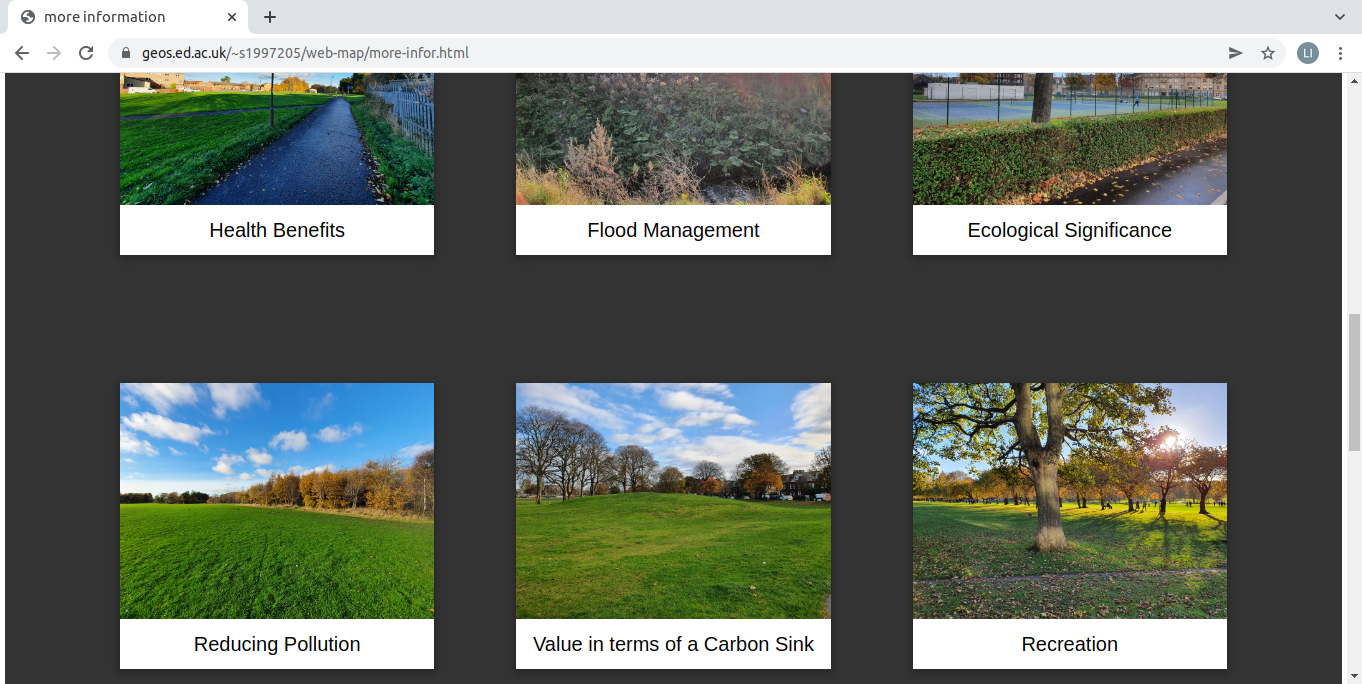 more information
geos.ed.ac.uk/~s1997205/web-map/more-infor.html
LI
Health Benefits
Flood Management
Ecological Significance
Reducing Pollution
Value in terms of a Carbon Sink
Recreation